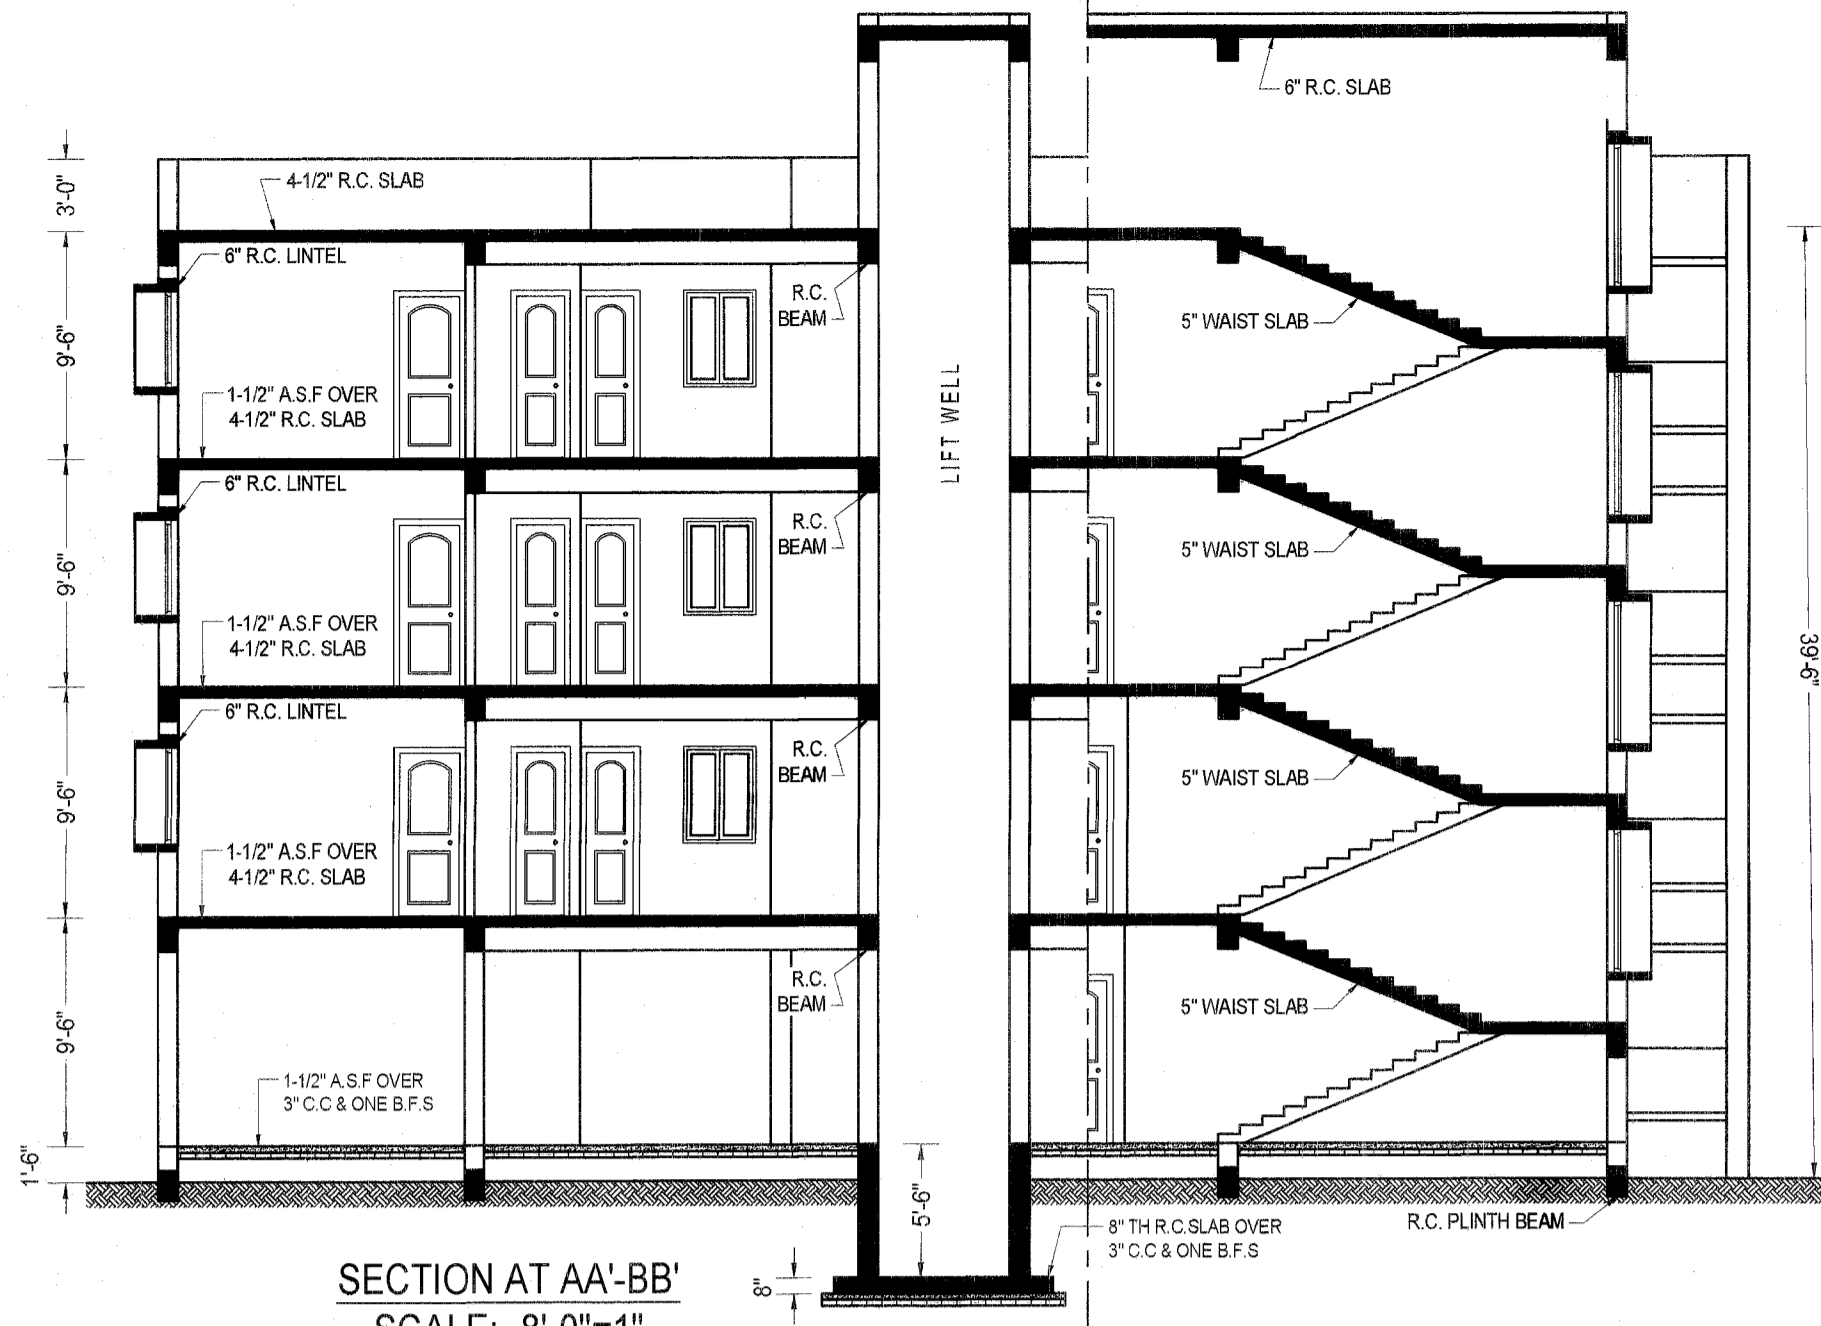 6" R.C. SLAB
4-1/2" R.C. SLAB
3'-0"
6" R.C. LINTEL
R.C.
BEAM
5" WAIST SLAB
9'-6"
LIFT WELL
1-1/2" A.S.F OVER
4-1/2" R.C. SLAB
6" R.C. LINTEL
R.C.
BEAM
5" WAIST SLAB
9'-6"
1-1/2" A.S.F OVER
4-1/2" R.C. SLAB
39'-6"
6" R.C. LINTEL
R.C.
BEAM
5" WAIST SLAB
9'-6"
1-1/2" A.S.F OVER
4-1/2" R.C. SLAB
R.C.
BEAM
5" WAIST SLAB
9'-6"
1-1/2" A.S.F OVER
3" C.C & ONE B.F.S
1'-6"
5'-6"
8" TH R.C.SLAB OVER
3" C.C & ONE B.F.S
R.C. PLINTH BEAM
8"
SECTION AT AA'-BB'
SCALE:- 8'-0"=1"